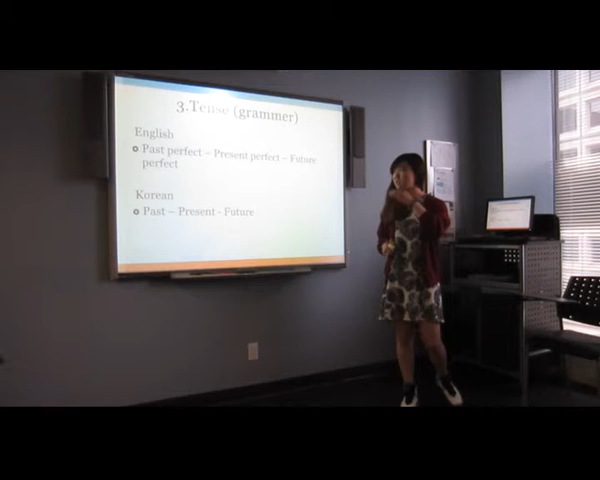 3.Tense (grammer)
English
Past perfect – Present perfect – Future
perfect
Korean
Past – Present - Future